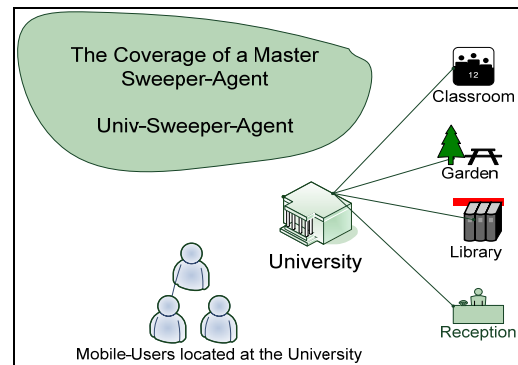 The Coverage of a Master
Sweeper-Agent
Univ-Sweeper-Agent
12
Classroom
Garden
Library
University
Reception
Mobile-Users located at the University